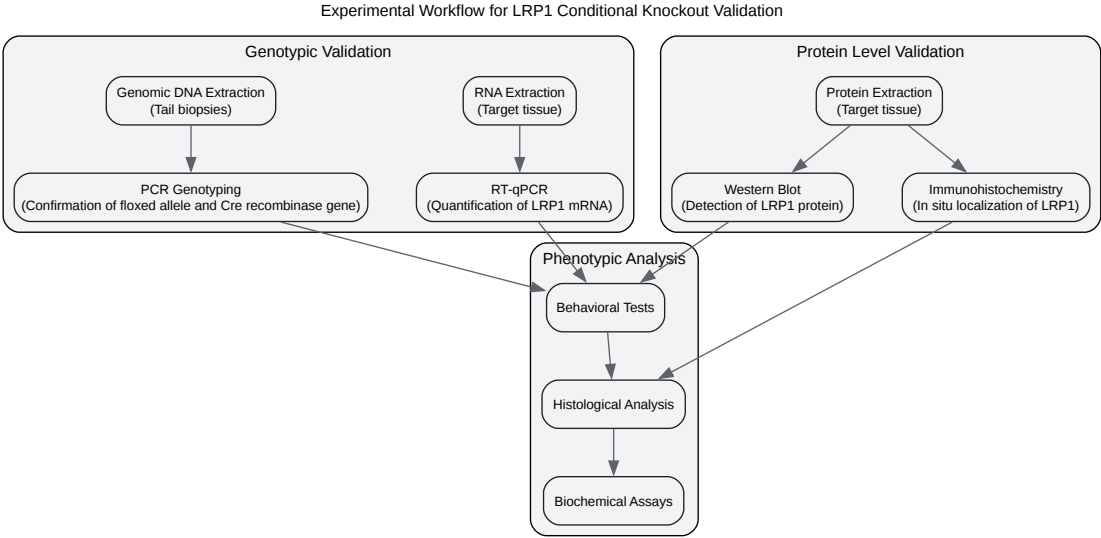 Experimental Workflow for LRP1 Conditional Knockout Validation
Genotypic Validation
Genomic DNA Extraction
(Tail biopsies)
RNA Extraction
(Target tissue)
PCR Genotyping
(Confirmation of floxed allele and Cre recombinase gene)
RT-qPCR
(Quantification of LRP1 mRNA)
Protein Level Validation
Protein Extraction
(Target tissue)
Western Blot
(Detection of LRP1 protein)
Immunohistochemistry
(In situ localization of LRP1)
Phenotypic Analysis
Behavioral Tests
Histological Analysis
Biochemical Assays